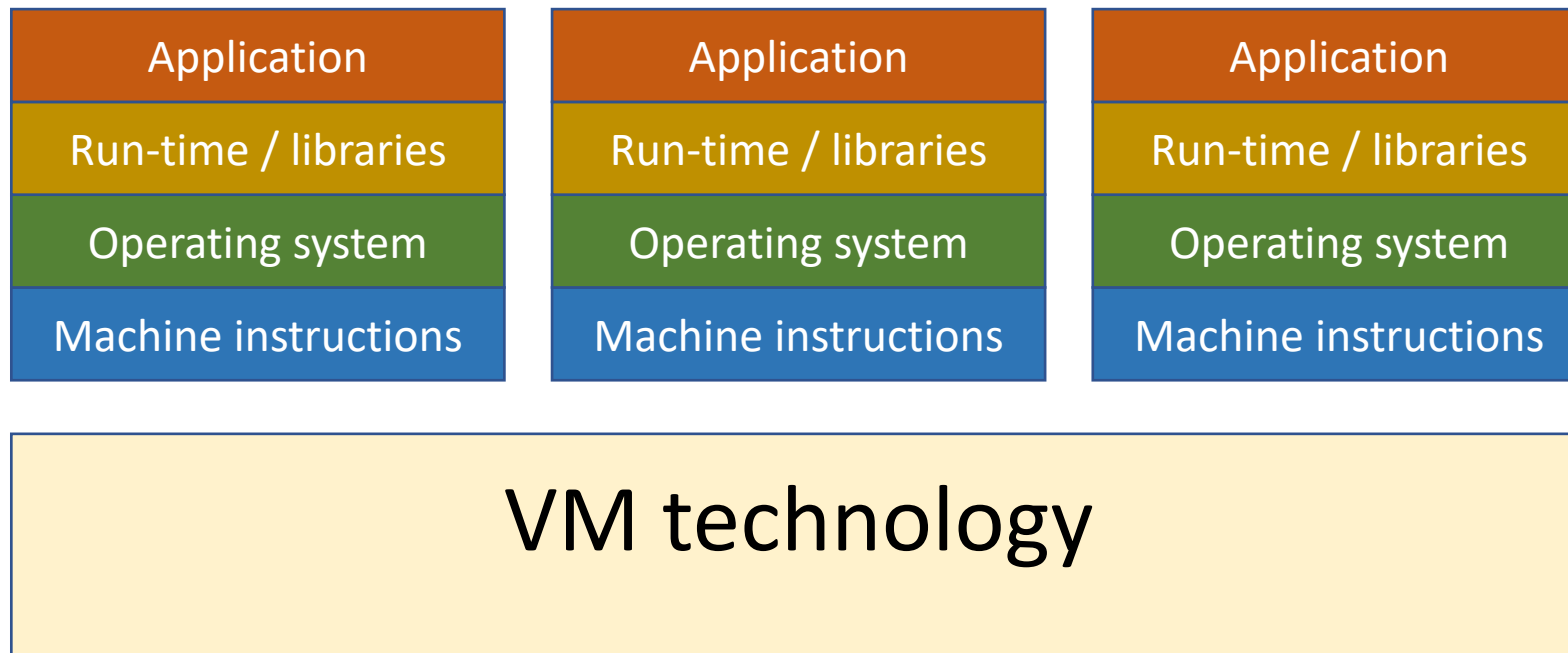 Application
Run-time / libraries
Operating system
Machine instructions
Application
Run-time / libraries
Operating system
Machine instructions
Application
Run-time / libraries
Operating system
Machine instructions
VM technology